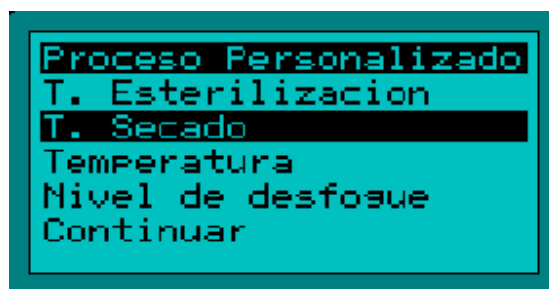 Proceso Personalizado
T. Esterilizacion
T. Secado
Temperatura
Nivel de desfogue
Continuar